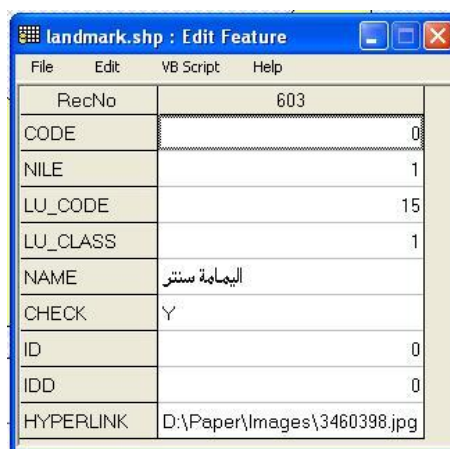 landmark.shp : Edit Feature
File Edit VB Script Help
RecNo 603
CODE 0
NILE 1
LU_CODE 15
LU_CLASS 1
NAME اليمامة سنتر
CHECK Y
ID 0
IDD 0
HYPERLINK D:\Paper\Images\3460398.jpg